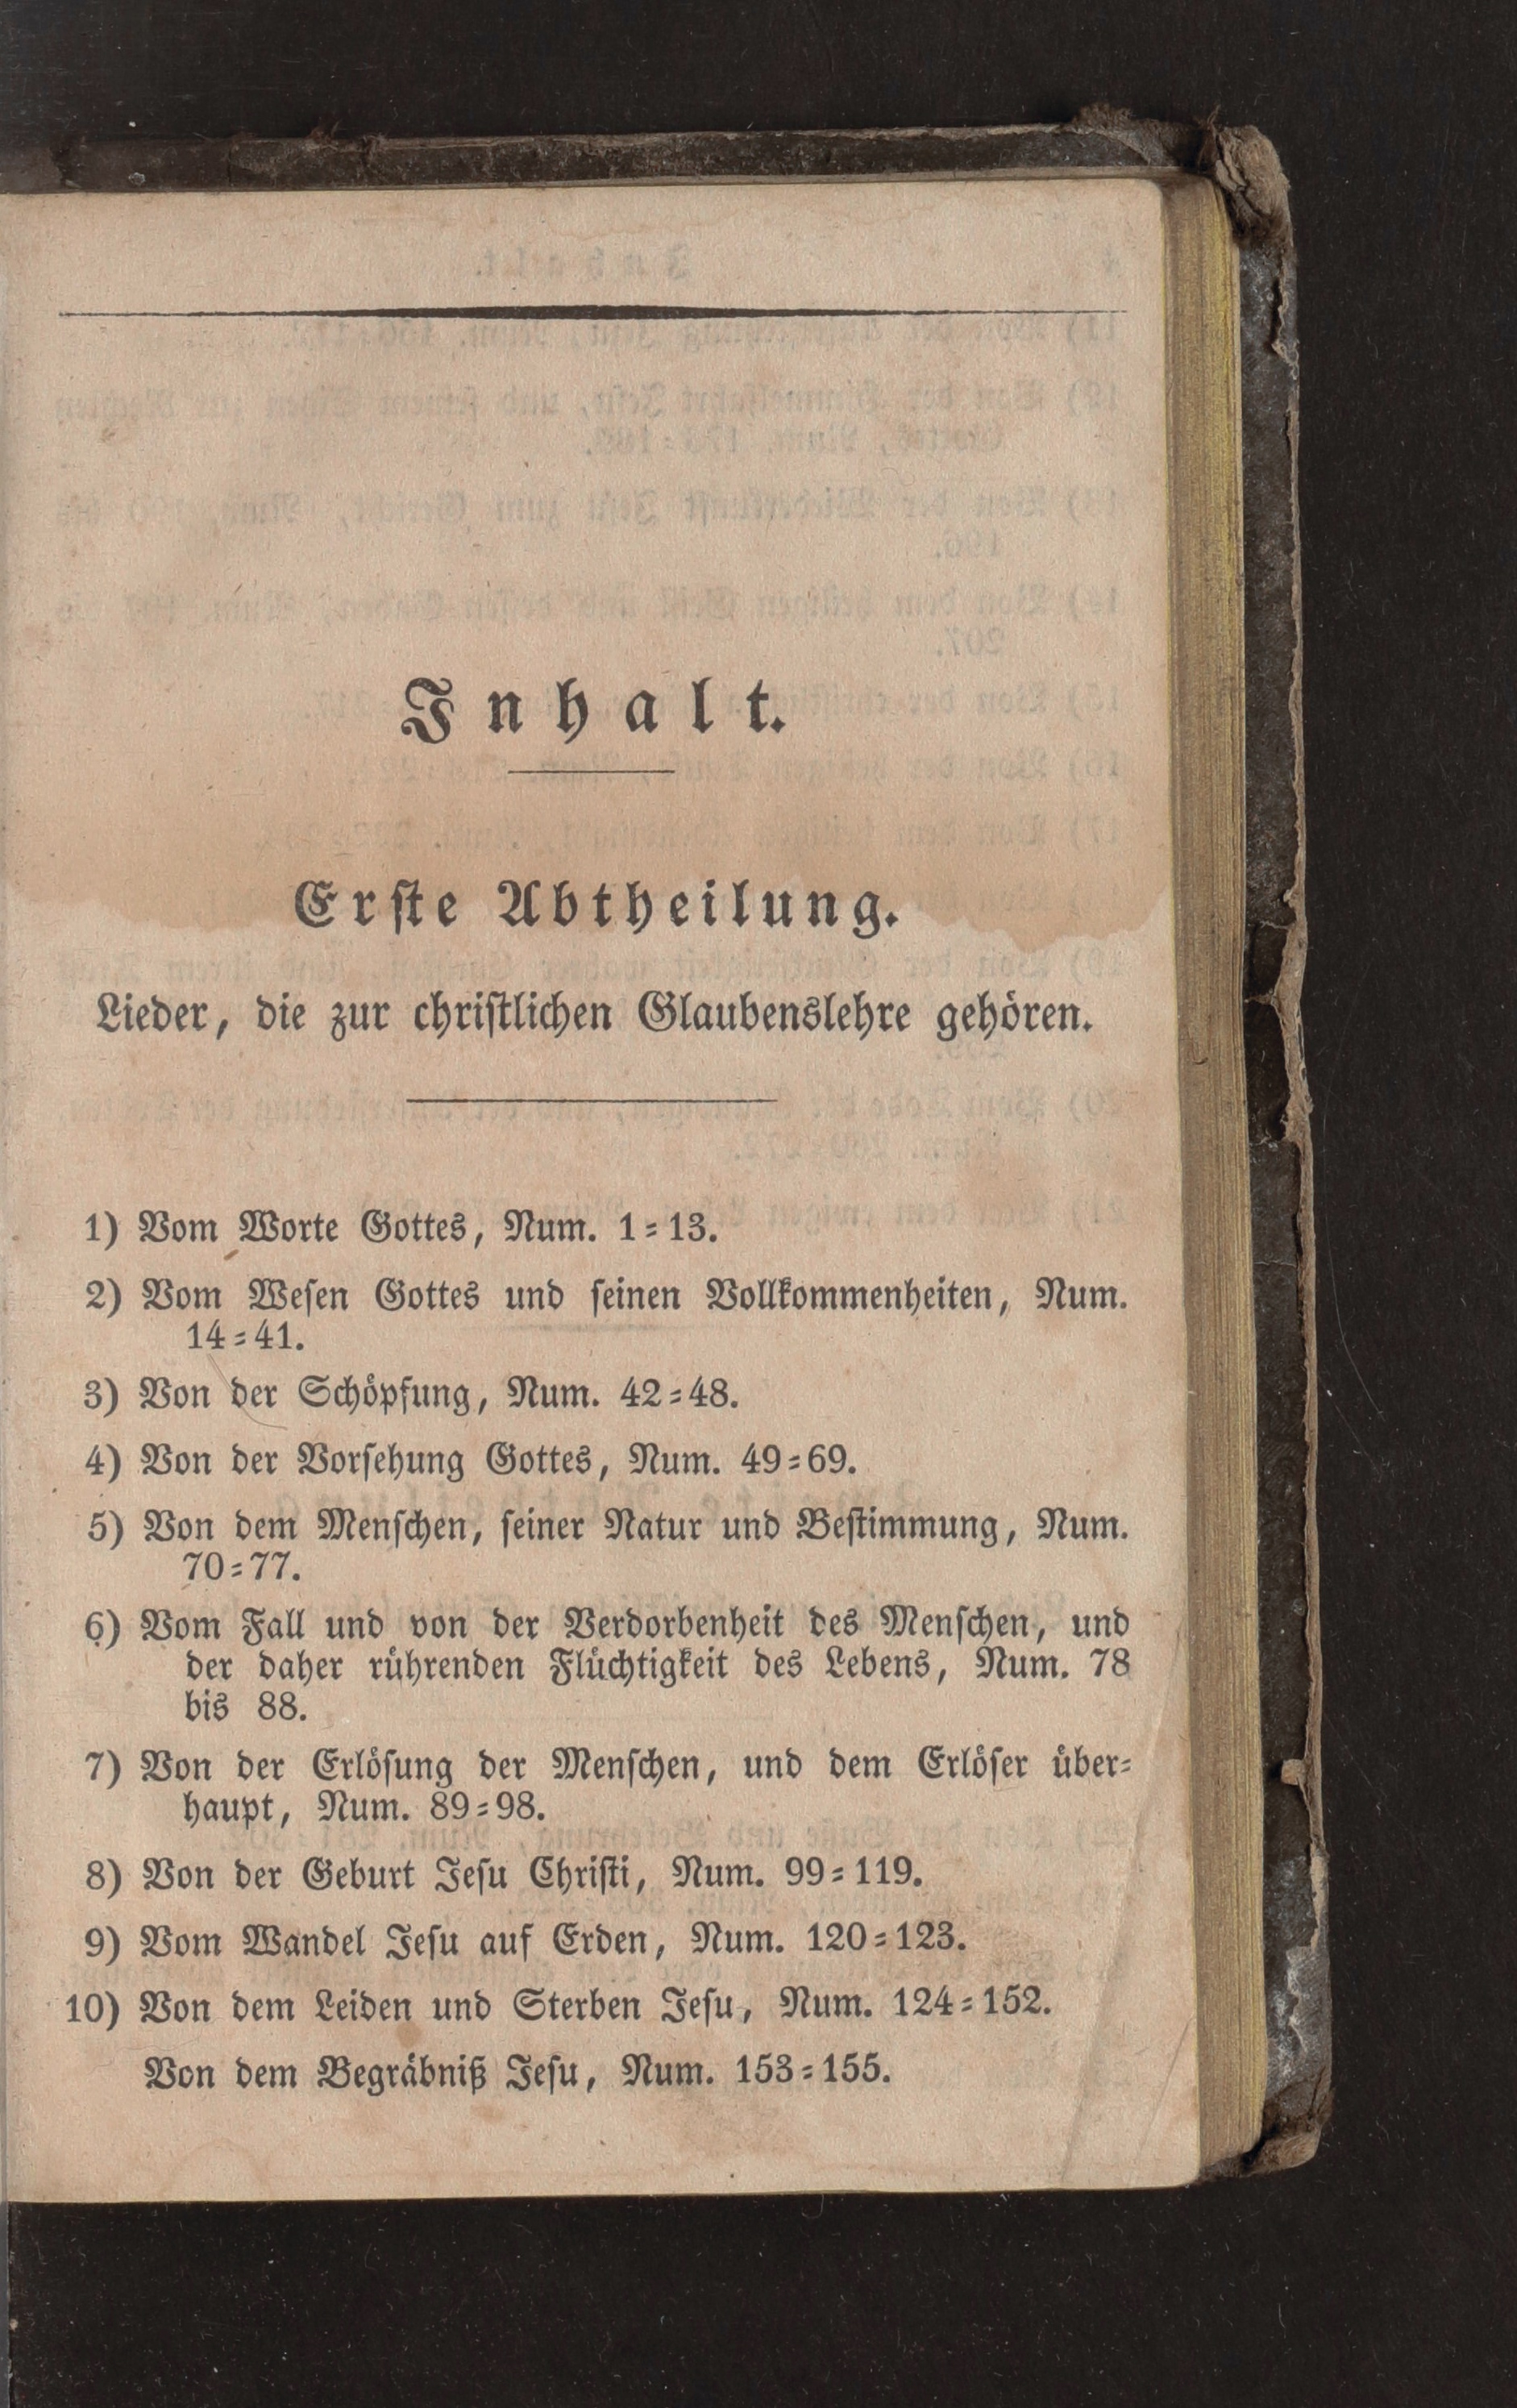 Inhalt.
Erste Abtheilung.
Lieder, die zur christlichen Glaubenslehre gehören.
1) Vom Worte Gottes, Num. 1=13.
2) Vom Wesen Gottes und seinen Vollkommenheiten, Num.
14=41.
3) Von der Schöpfung, Num. 42=48.
4) Von der Vorsehung Gottes, Num. 49=69.
5) Von dem Menschen, seiner Natur und Bestimmung, Num.
70=77.
6) Vom Fall und von der Verdorbenheit des Menschen, und
der daher rührenden Flüchtigkeit des Lebens, Num. 78
bis 88.
7) Von der Erlösung der Menschen, und dem Erlöser über=
haupt, Num. 89=98.
8) Von der Geburt Jesu Christi, Num. 99=119.
9) Vom Wandel Jesu auf Erden, Num. 120=123.
10) Von dem Leiden und Sterben Jesu, Num. 124=152.
Von dem Begräbniß Jesu, Num. 153=155.